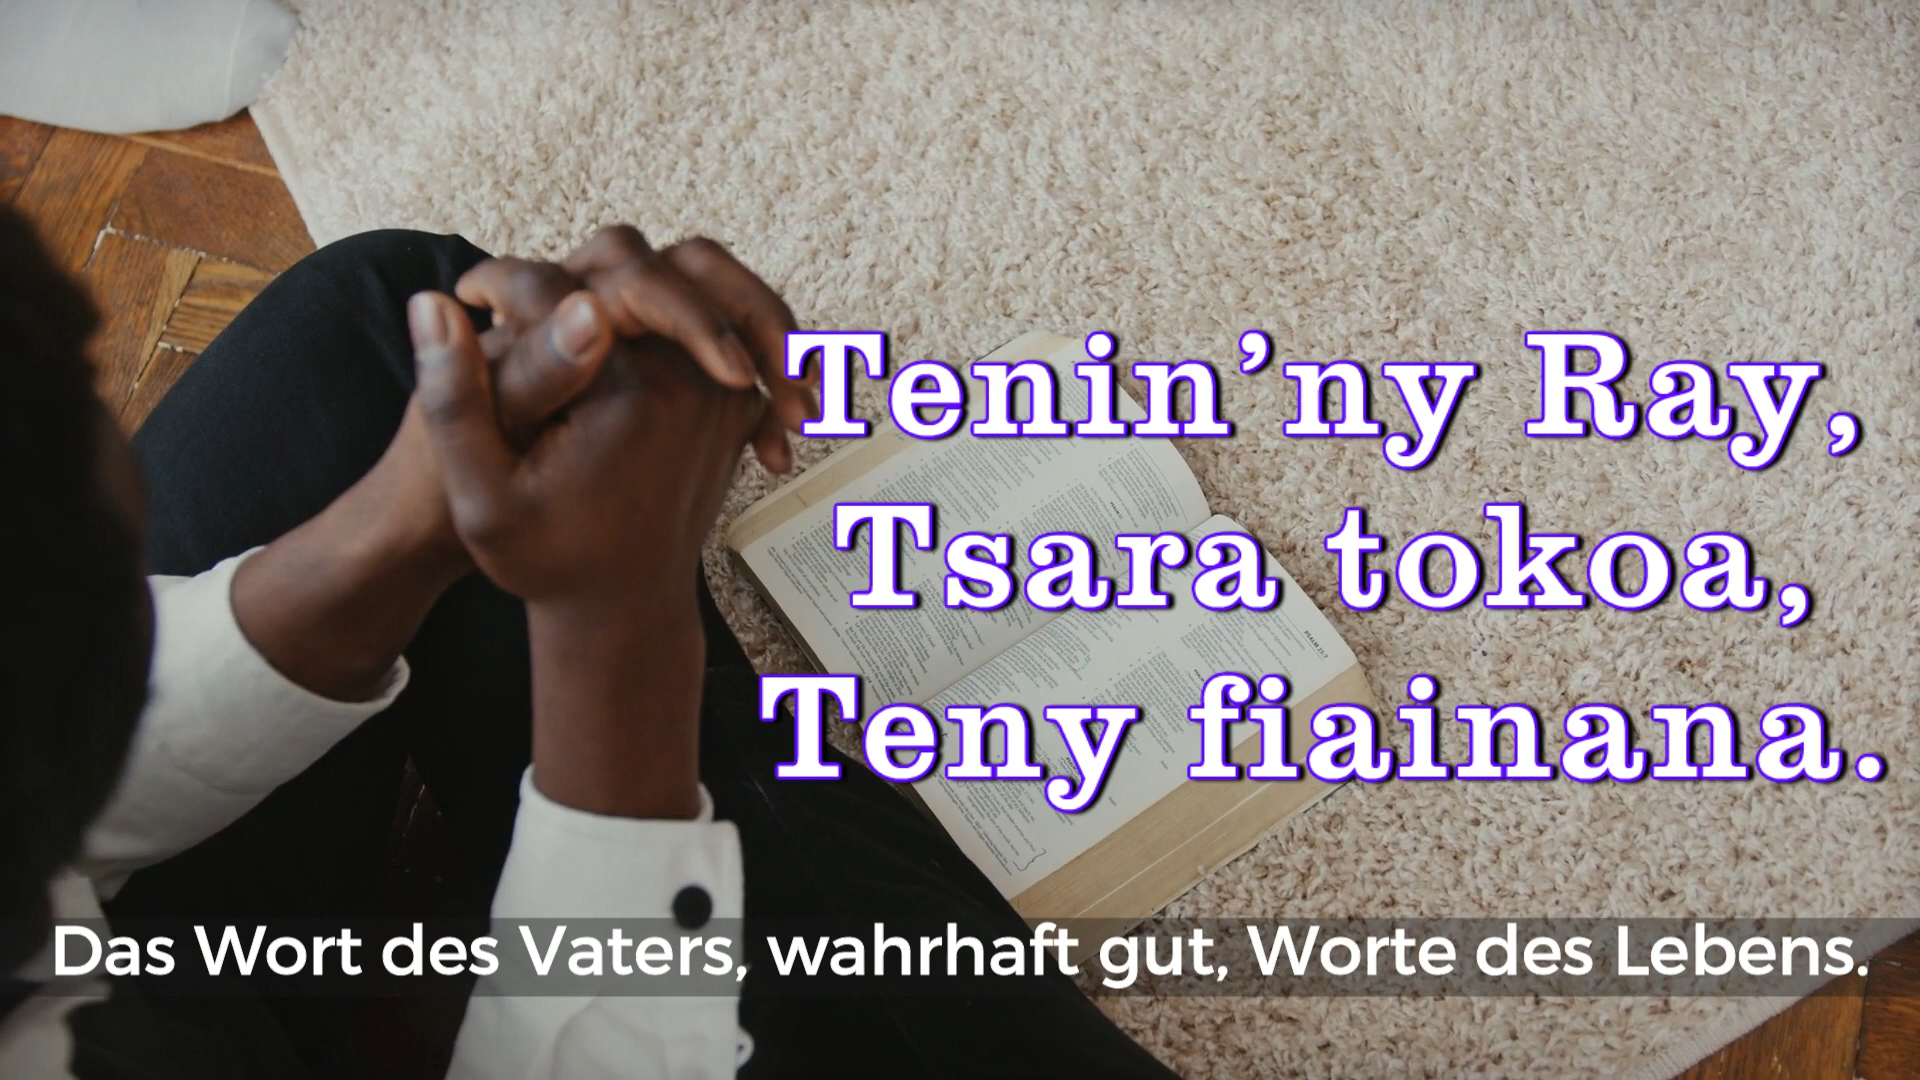 Tenin’ny Ray,
Tsara tokoa,
Teny fiainana.
Das Wort des Vaters, wahrhaft gut, Worte des Lebens.